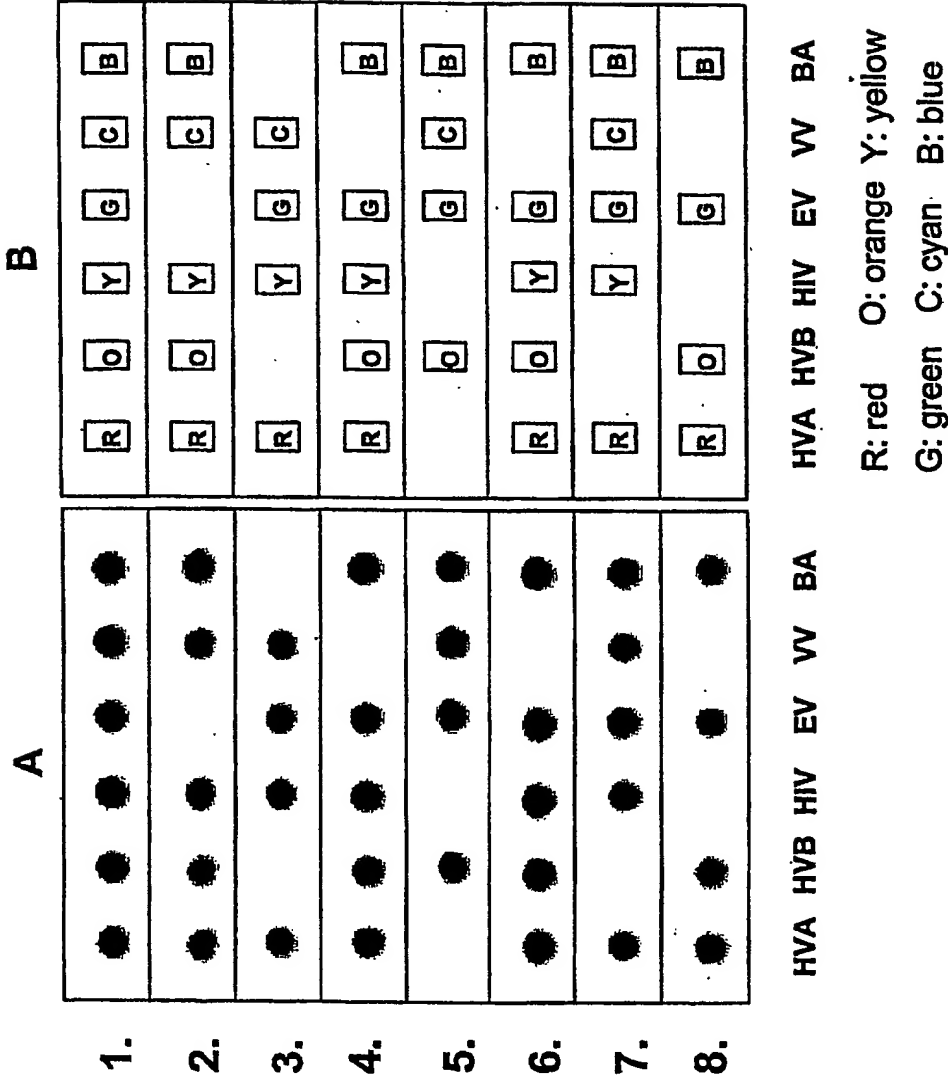 A B
1. R O Y G C B
2. R O Y C B
3. R Y G C
4. R O Y G B
5. O G C B
6. R O Y G B
7. R Y G C B
8. R O G B
HVA HVB HIV EV VV BA HVA HVB HIV EV VV BA
R: red O: orange Y: yellow
G: green C: cyan B: blue